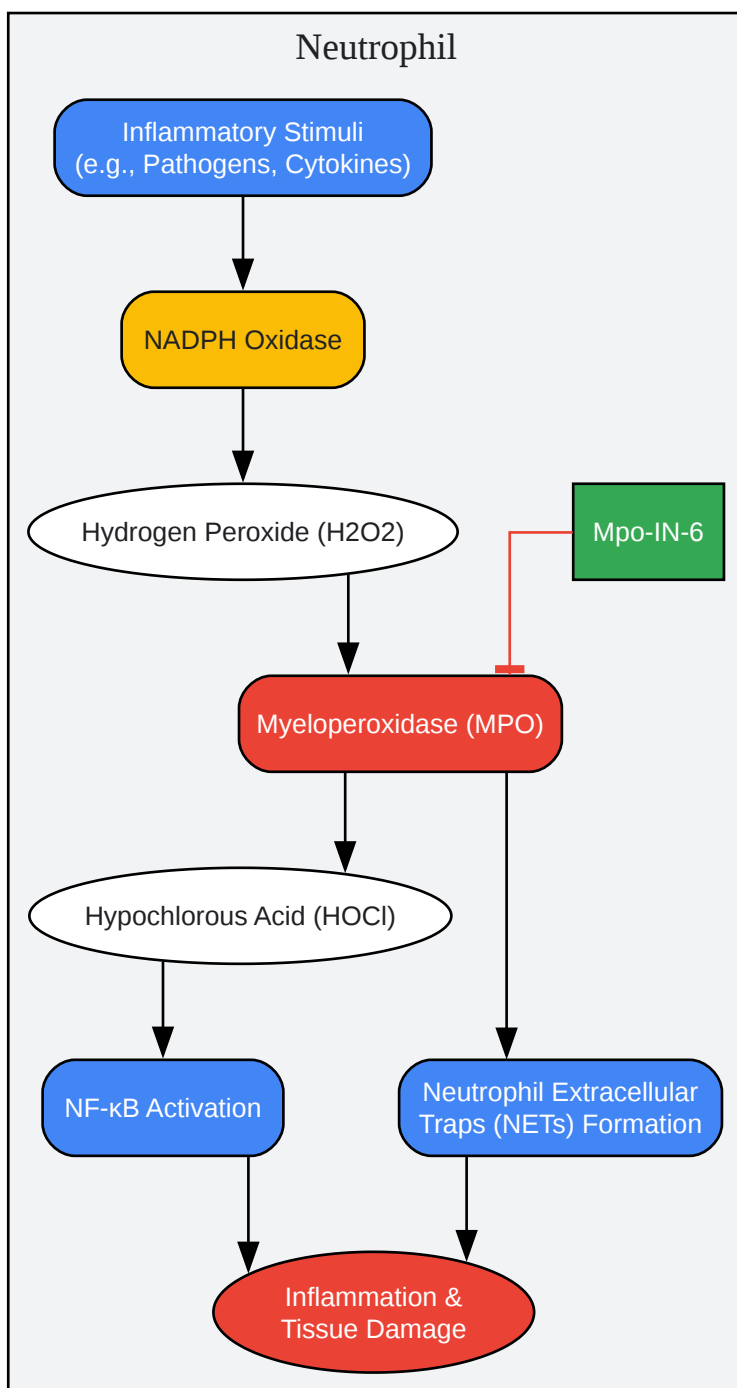 Neutrophil
Inflammatory Stimuli
(e.g., Pathogens, Cytokines)
NADPH Oxidase
Hydrogen Peroxide (H2O2)
Mpo-IN-6
Myeloperoxidase (MPO)
Hypochlorous Acid (HOCl)
NF-κB Activation
Neutrophil Extracellular
Traps (NETs) Formation
Inflammation &
Tissue Damage